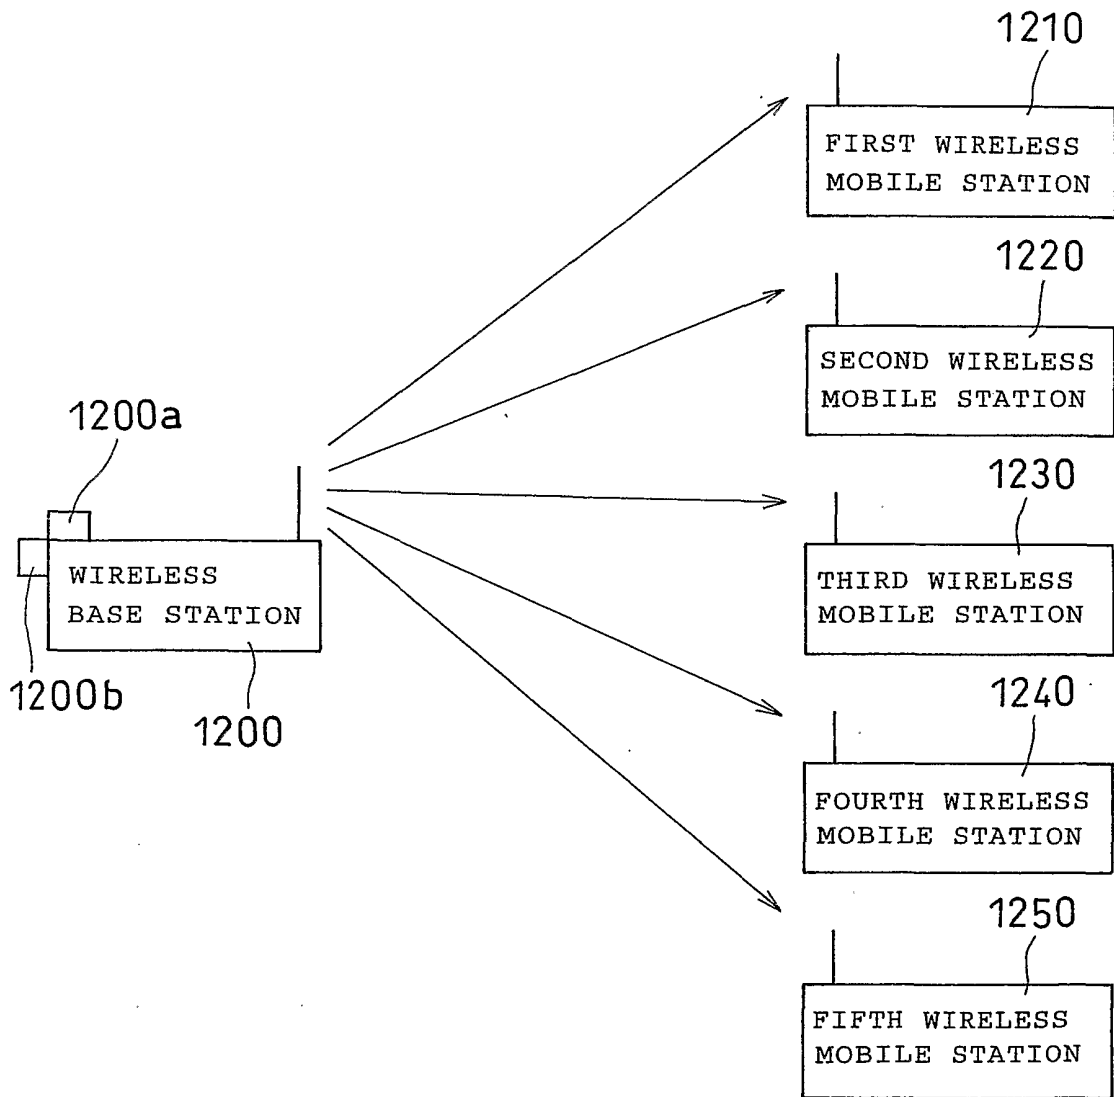 1210
FIRST WIRELESS
MOBILE STATION
1220
SECOND WIRELESS
MOBILE STATION
1200a
WIRELESS
BASE STATION
1200b
1200
1230
THIRD WIRELESS
MOBILE STATION
1240
FOURTH WIRELESS
MOBILE STATION
1250
FIFTH WIRELESS
MOBILE STATION